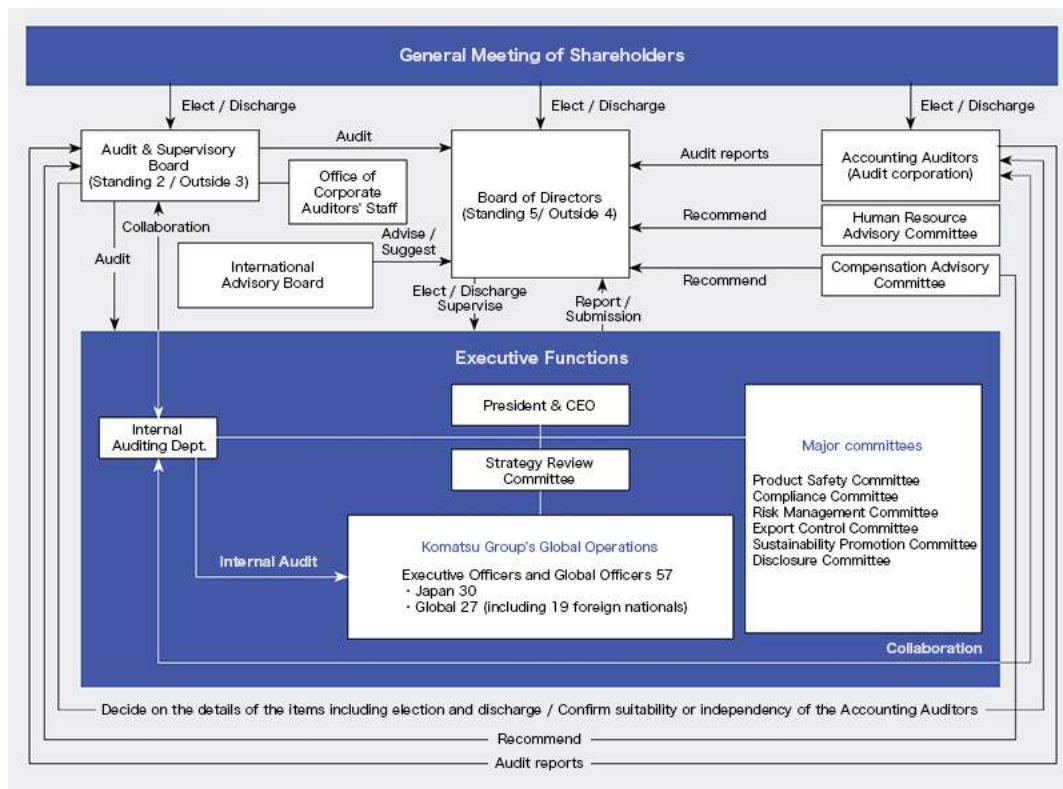 General Meeting of Shareholders
Elect / Discharge
Elect / Discharge
Elect / Discharge
Audit & Supervisory
Board
(Standing 2 / Outside 3)
Audit
Office of
Corporate
Auditors' Staff
Board of Directors
(Standing 5/ Outside 4)
Audit reports
Accounting Auditors
(Audit corporation)
Recommend
Human Resource
Advisory Committee
Collaboration
Audit
Advise /
Suggest
International
Advisory Board
Recommend
Compensation Advisory
Committee
Elect / Discharge
Supervise
Report /
Submission
Executive Functions
President & CEO
Internal
Auditing Dept.
Strategy Review
Committee
Major committees
Product Safety Committee
Compliance Committee
Risk Management Committee
Export Control Committee
Sustainability Promotion Committee
Disclosure Committee
Internal Audit
Komatsu Group's Global Operations
Executive Officers and Global Officers 57
・Japan 30
・Global 27 (including 19 foreign nationals)
Collaboration
Decide on the details of the items including election and discharge / Confirm suitability or independency of the Accounting Auditors
Recommend
Audit reports